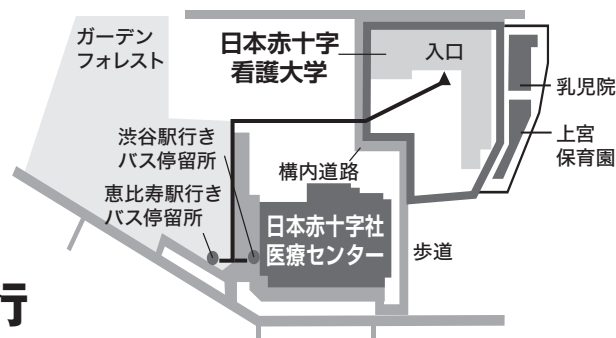 ガーデン
フォレスト
日本赤十字
看護大学
入口
乳児院
上宮
保育園
渋谷駅行き
バス停留所
構内道路
恵比寿駅行き
バス停留所
日本赤十字社
医療センター
歩道
行